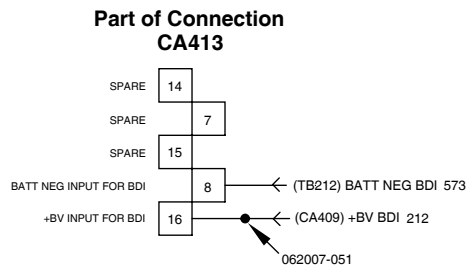 Part of Connection
CA413
SPARE 14
SPARE 7
SPARE 15
BATT NEG INPUT FOR BDI 8 (TB212) BATT NEG BDI 573
+BV INPUT FOR BDI 16 (CA409) +BV BDI 212
062007-051